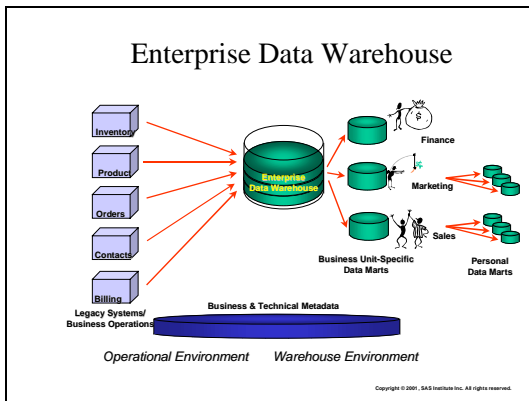 Enterprise Data Warehouse
Inventory
Product
Orders
Contacts
Billing
Legacy Systems/
Business Operations
Enterprise
Data Warehouse
$
Finance
Marketing
Sales
Business Unit-Specific
Data Marts
Personal
Data Marts
Business & Technical Metadata
Operational Environment
Warehouse Environment
Copyright © 2001, SAS Institute Inc. All rights reserved.